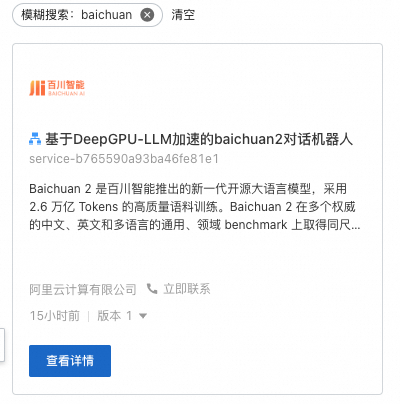 模糊搜索：baichuan
清空
百川智能
BAICHUAN AI
基于DeepGPU-LLM加速的baichuan2对话机器人
service-b765590a93ba46fe81e1
Baichuan 2 是百川智能推出的新一代开源大语言模型，采用
2.6 万亿 Tokens 的高质量语料训练。Baichuan 2 在多个权威
的中文、英文和多语言的通用、领域 benchmark 上取得同尺...
阿里云计算有限公司 立即联系
15小时前 | 版本 1
查看详情